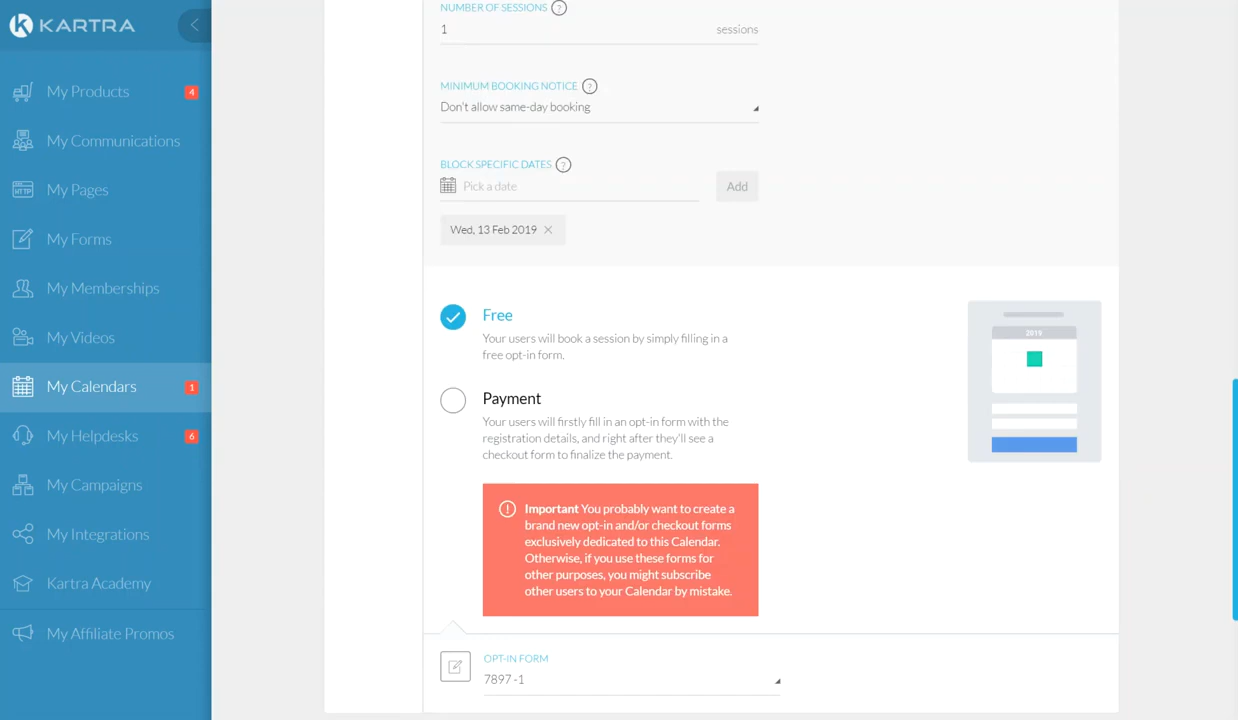 KARTRA
My Products 4
My Communications
HTTP My Pages
My Forms
My Memberships
My Videos
My Calendars 1
My Helpdesks 6
My Campaigns
My Integrations
Kartra Academy
My Affiliate Promos
NUMBER OF SESSIONS ?
1 sessions
MINIMUM BOOKING NOTICE ?
Don't allow same-day booking
BLOCK SPECIFIC DATES ?
Pick a date Add
Wed, 13 Feb 2019
Free
Your users will book a session by simply filling in a
free opt-in form.
2019
Payment
Your users will firstly fill in an opt-in form with the
registration details, and right after they'll see a
checkout form to finalize the payment.
Important You probably want to create a
brand new opt-in and/or checkout forms
exclusively dedicated to this Calendar.
Otherwise, if you use these forms for
other purposes, you might subscribe
other users to your Calendar by mistake.
OPT-IN FORM
7897 -1